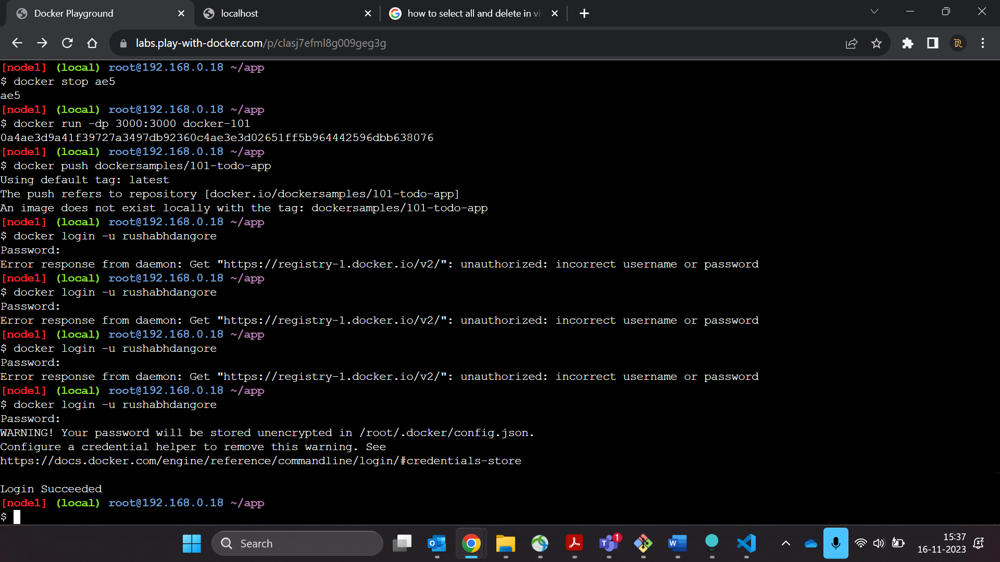 Docker Playground
localhost
how to select all and delete in vi
labs.play-with-docker.com/p/clasj7efml8g009geg3g
[node1] (local) root@192.168.0.18 ~/app
$ docker stop ae5
ae5
[node1] (local) root@192.168.0.18 ~/app
$ docker run -dp 3000:3000 docker-101
0a4ae3d9a41f39727a3497db92360c4ae3e3d02651ff5b964442596dbb638076
[node1] (local) root@192.168.0.18 ~/app
$ docker push dockersamples/101-todo-app
Using default tag: latest
The push refers to repository [docker.io/dockersamples/101-todo-app]
An image does not exist locally with the tag: dockersamples/101-todo-app
[node1] (local) root@192.168.0.18 ~/app
$ docker login -u rushabhdangore
Password:
Error response from daemon: Get "https://registry-1.docker.io/v2/": unauthorized: incorrect username or password
[node1] (local) root@192.168.0.18 ~/app
$ docker login -u rushabhdangore
Password:
Error response from daemon: Get "https://registry-1.docker.io/v2/": unauthorized: incorrect username or password
[node1] (local) root@192.168.0.18 ~/app
$ docker login -u rushabhdangore
Password:
Error response from daemon: Get "https://registry-1.docker.io/v2/": unauthorized: incorrect username or password
[node1] (local) root@192.168.0.18 ~/app
$ docker login -u rushabhdangore
Password:
WARNING! Your password will be stored unencrypted in /root/.docker/config.json.
Configure a credential helper to remove this warning. See
https://docs.docker.com/engine/reference/commandline/login/#credentials-store
Login Succeeded
[node1] (local) root@192.168.0.18 ~/app
$
Search
1
15:37
16-11-2023